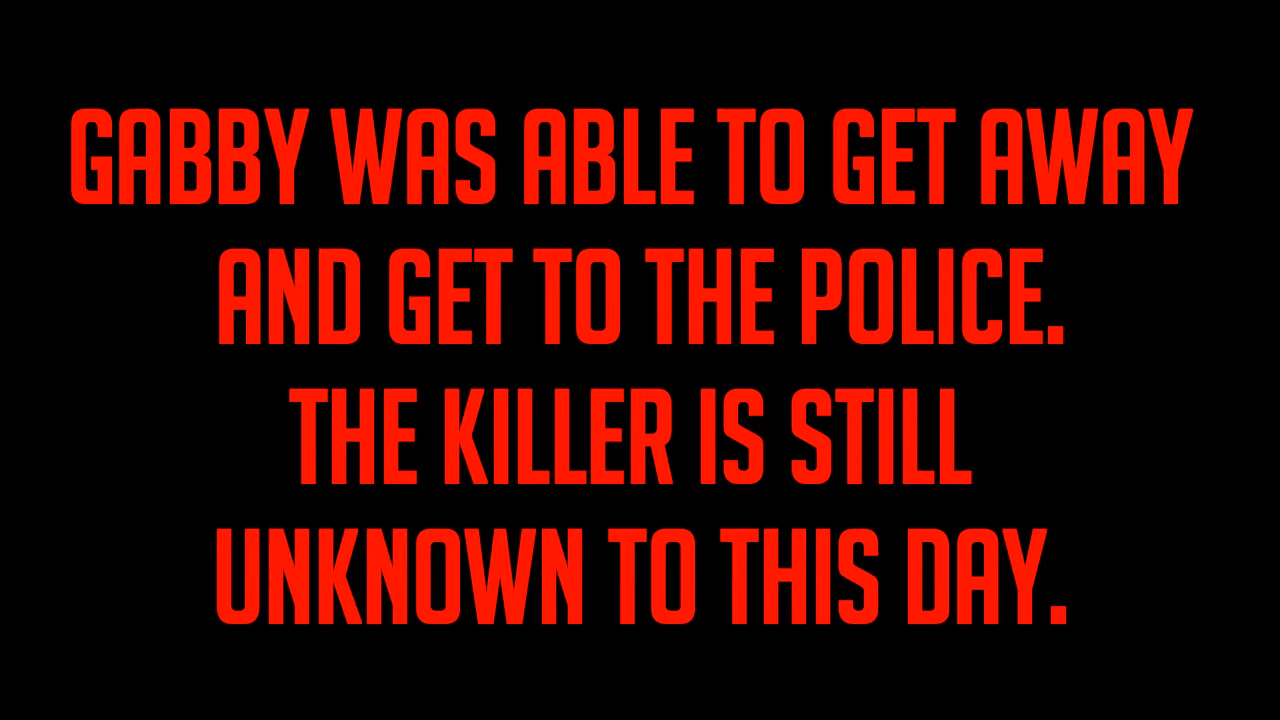 GABBY WAS ABLE TO GET AWAY
AND GET TO THE POLICE.
THE KILLER IS STILL
UNKNOWN TO THIS DAY.